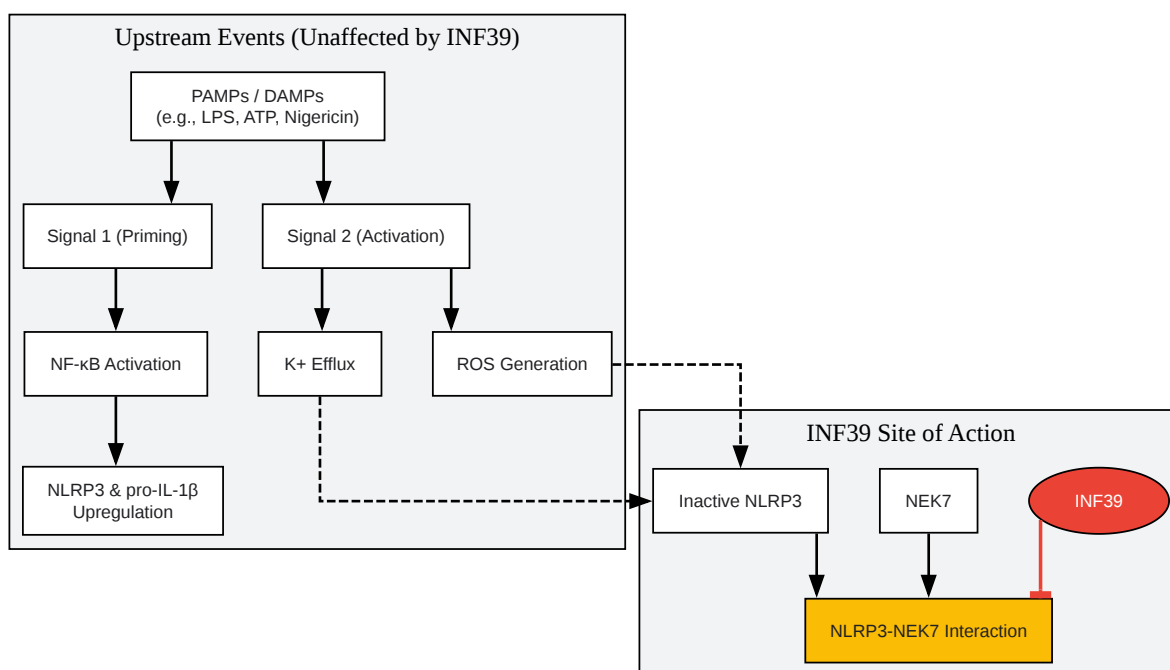 Upstream Events (Unaffected by INF39)
PAMPs / DAMPs
(e.g., LPS, ATP, Nigericin)
Signal 1 (Priming)
Signal 2 (Activation)
NF-κB Activation
K+ Efflux
ROS Generation
NLRP3 & pro-IL-1β
Upregulation
INF39 Site of Action
Inactive NLRP3
NEK7
INF39
NLRP3-NEK7 Interaction